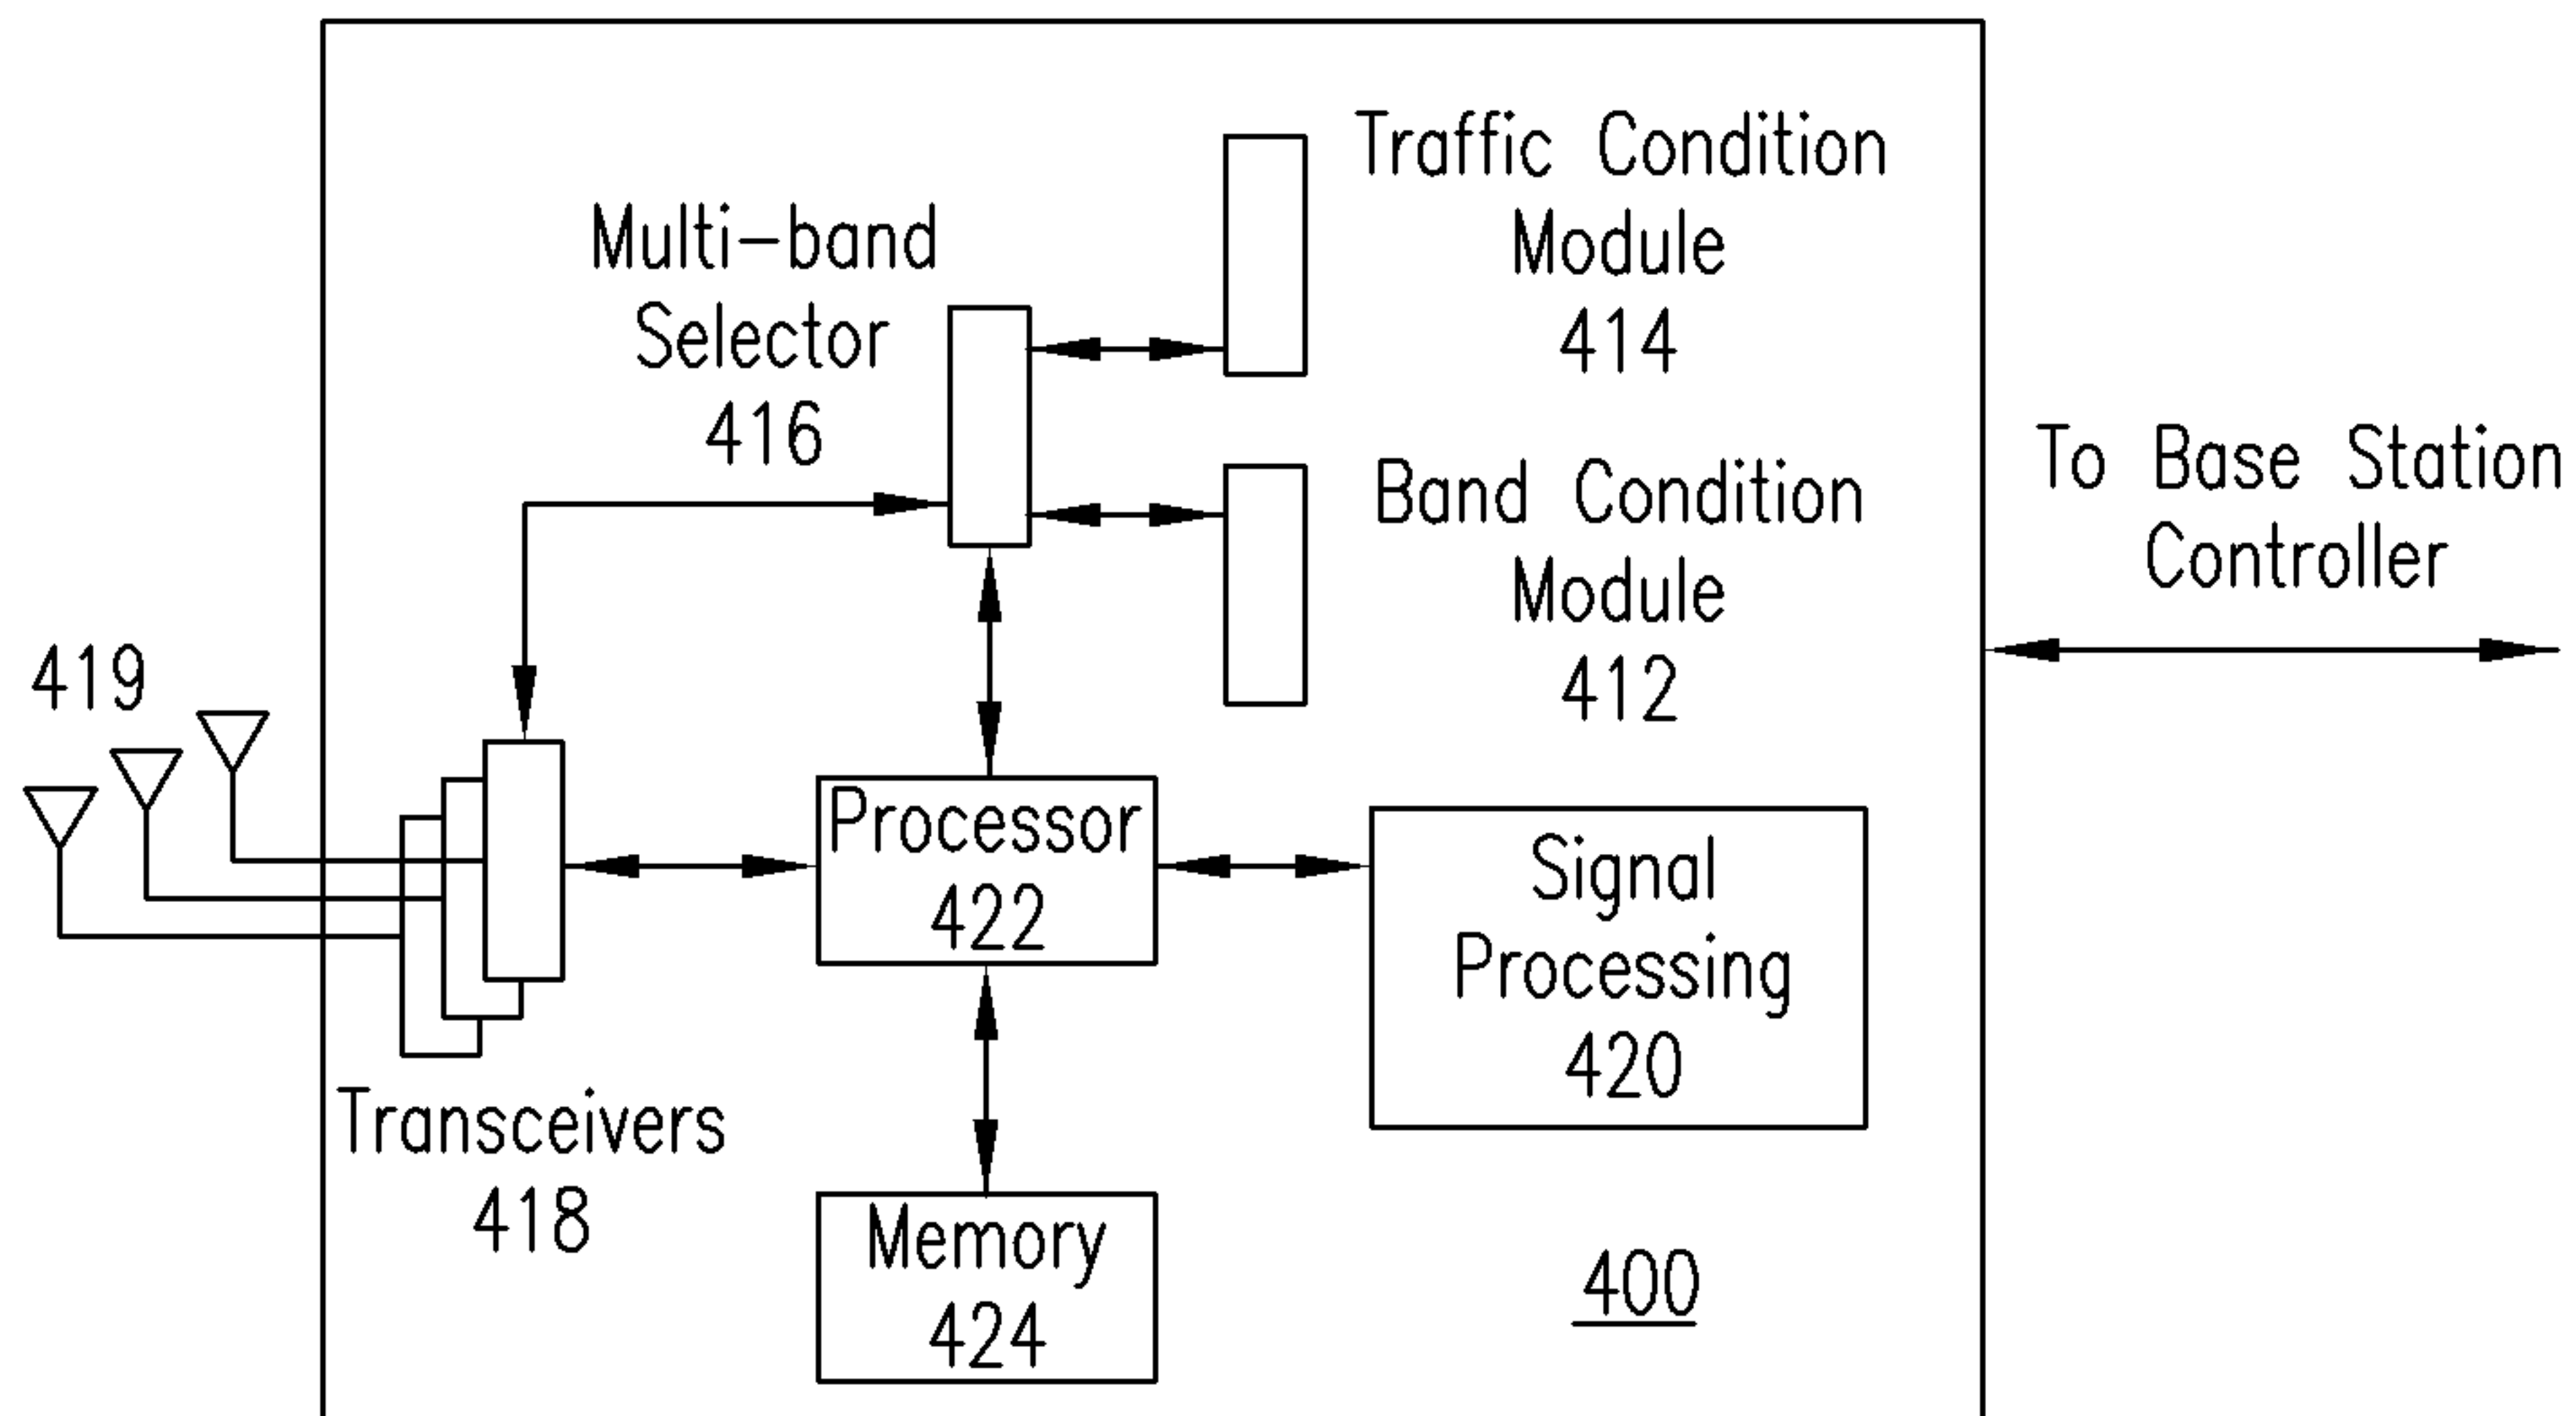 Traffic Condition
Module
414
Multi-band
Selector
416
Band Condition
Module
412
To Base Station
Controller
419
Processor
422
Signal
Processing
420
Transceivers
418
Memory
424
400